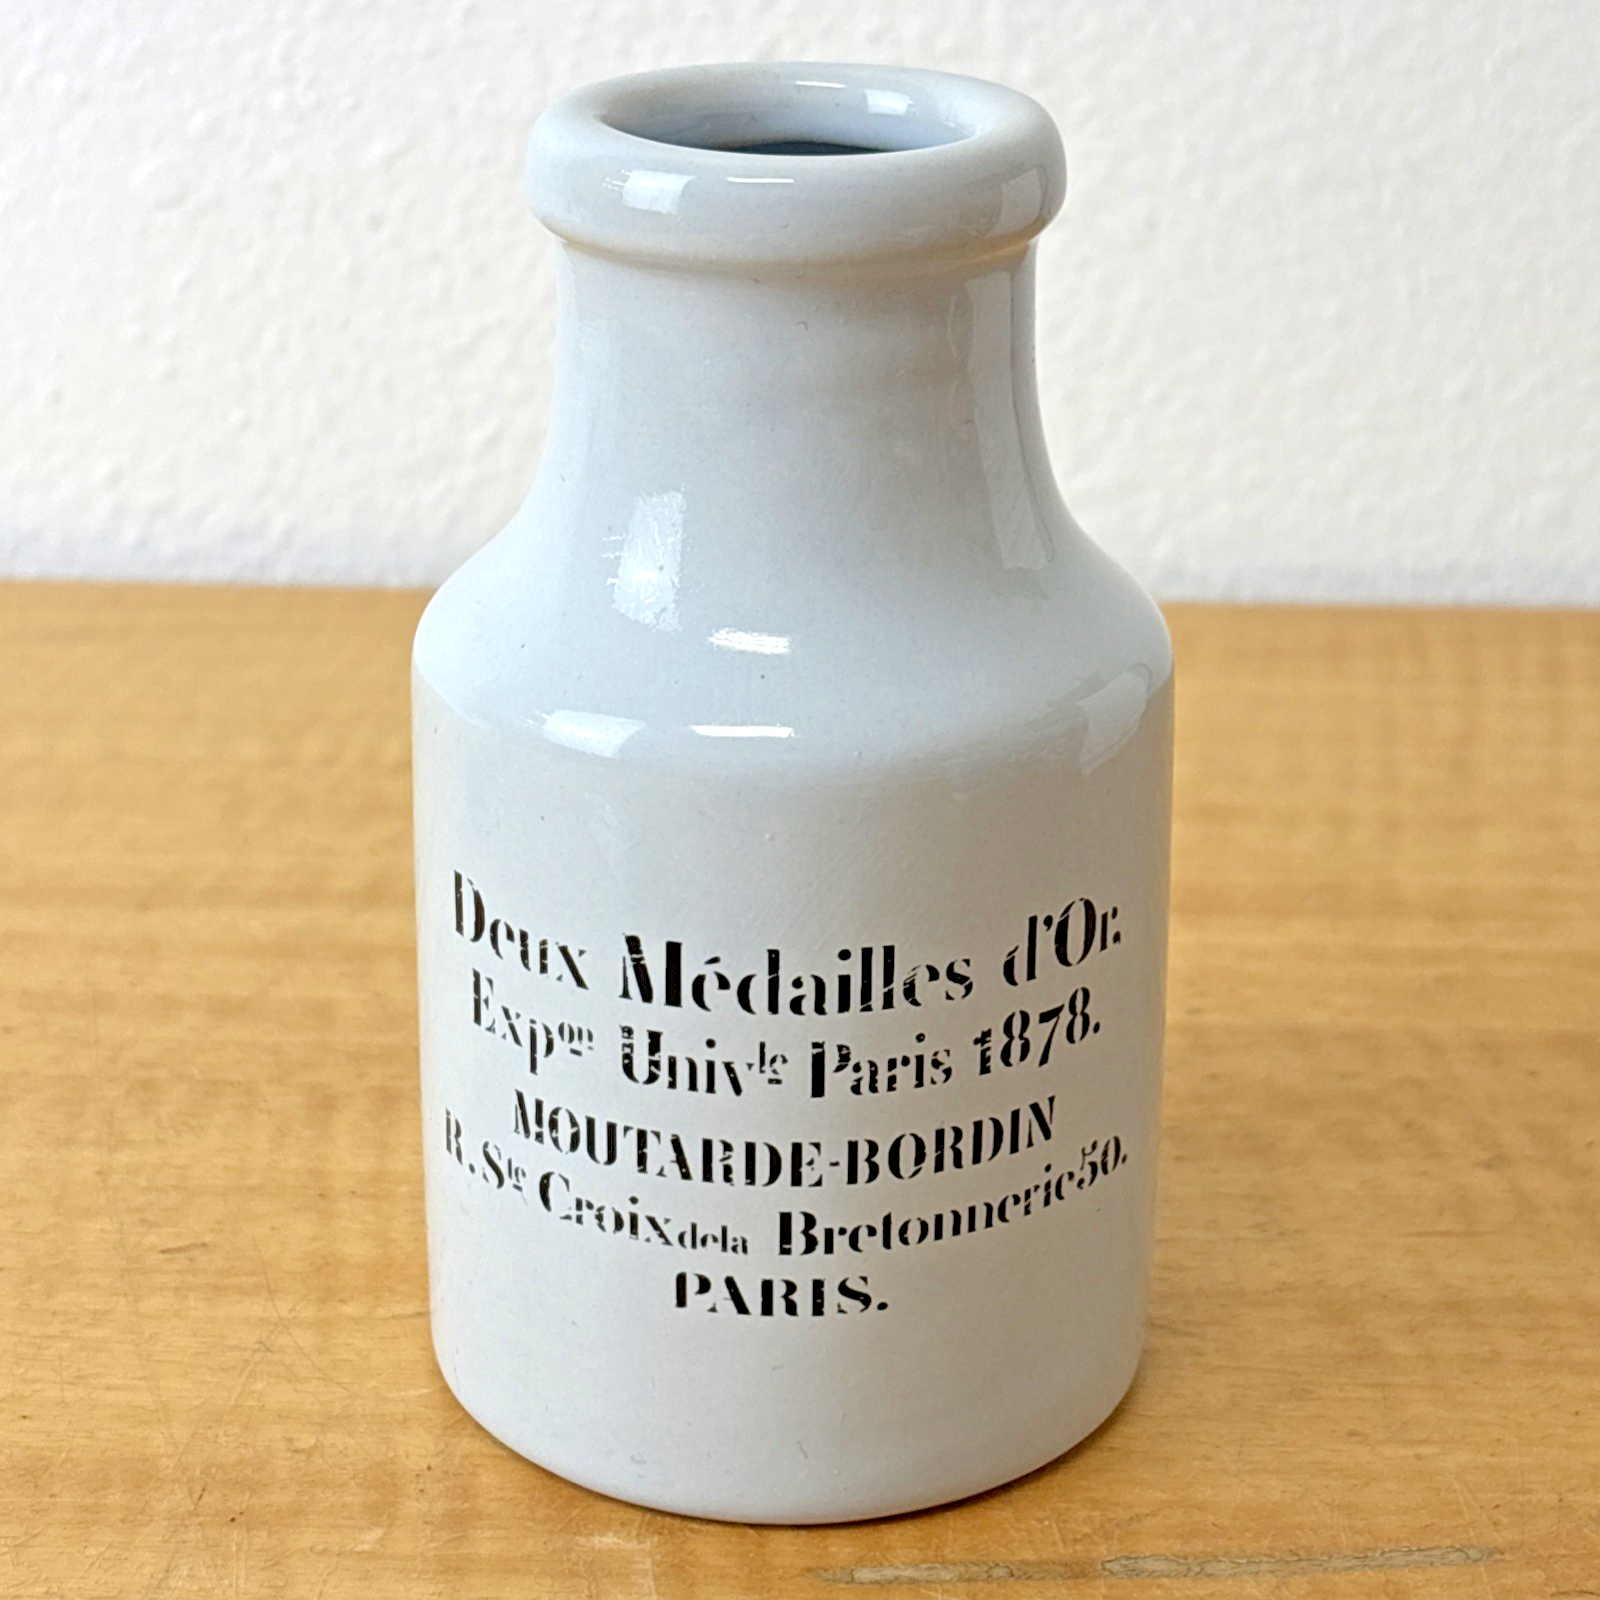 Deux Médailles d'Or.
Expon Univle Paris 1878.
MOUTARDE-BORDIN
R. Ste Croix de la Bretonnerie 50.
PARIS.